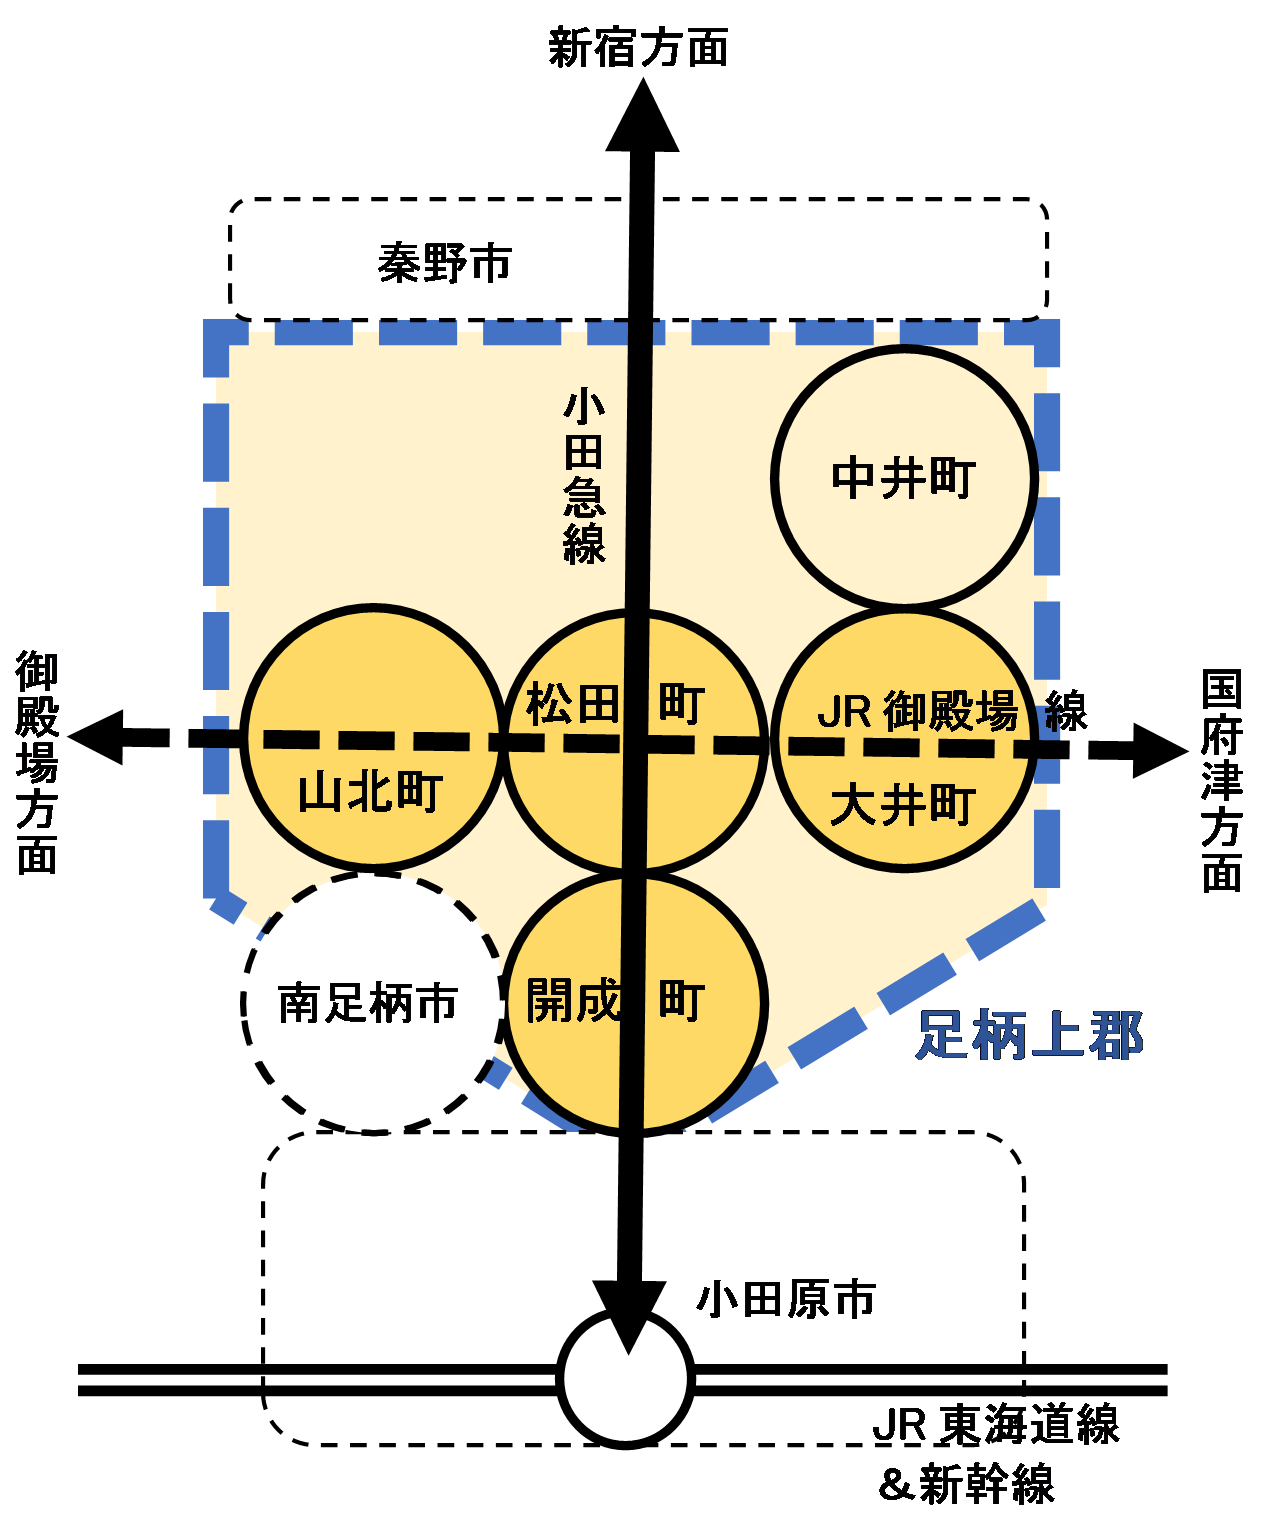 新宿方面
秦野市
小田急線
中井町
御殿場方面
松田町
JR御殿場線
国府津方面
山北町
大井町
南足柄市
開成町
足柄上郡
小田原市
JR東海道線
&新幹線